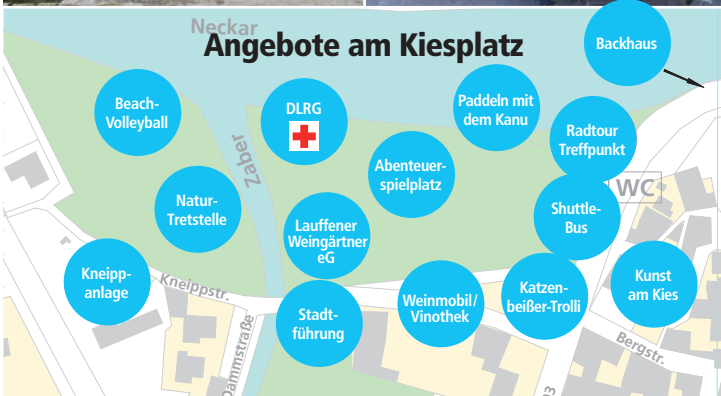 Neckar
Angebote am Kiesplatz
Backhaus
Beach-
Volleyball
DLRG
Paddeln mit
dem Kanu
Radtour
Treffpunkt
Zaber
Abenteuer-
spielplatz
WC
Natur-
Tretstelle
Lauffener
Weingärtner
eG
Shuttle-
Bus
Kneipp-
anlage
Kneippstr.
Stadt-
führung
Weinmobil/
Vinothek
Katzen-
beißer-Trolli
Kunst
am Kies
Dammstraße
Bergstr.